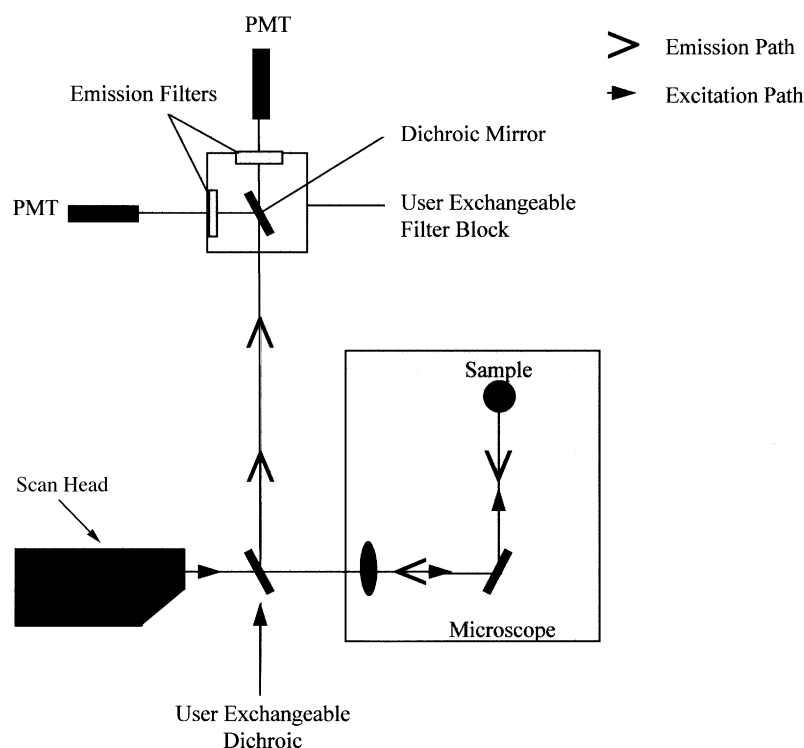 PMT
Emission Path
Excitation Path
Emission Filters
Dichroic Mirror
PMT
User Exchangeable
Filter Block
Sample
Scan Head
Microscope
User Exchangeable
Dichroic